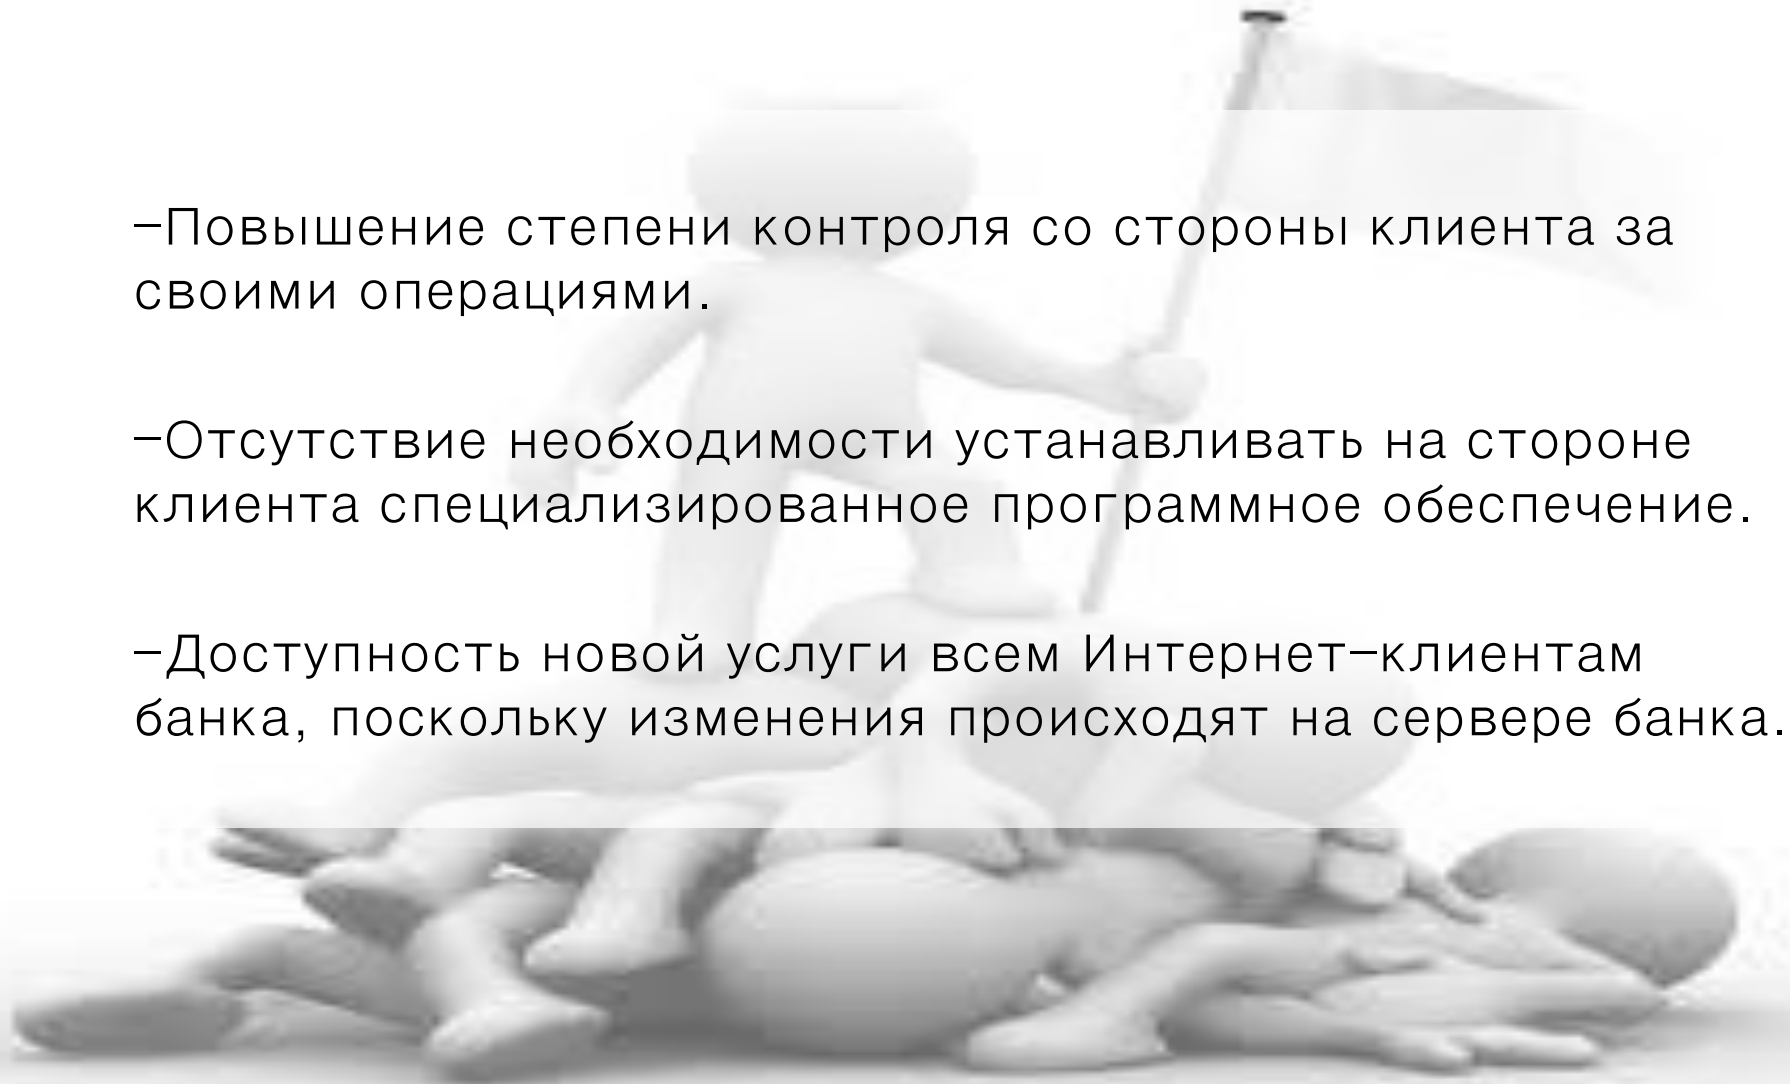 –Повышение степени контроля со стороны клиента за
своими операциями.
–Отсутствие необходимости устанавливать на стороне
клиента специализированное программное обеспечение.
–Доступность новой услуги всем Интернет–клиентам
банка, поскольку изменения происходят на сервере банка.